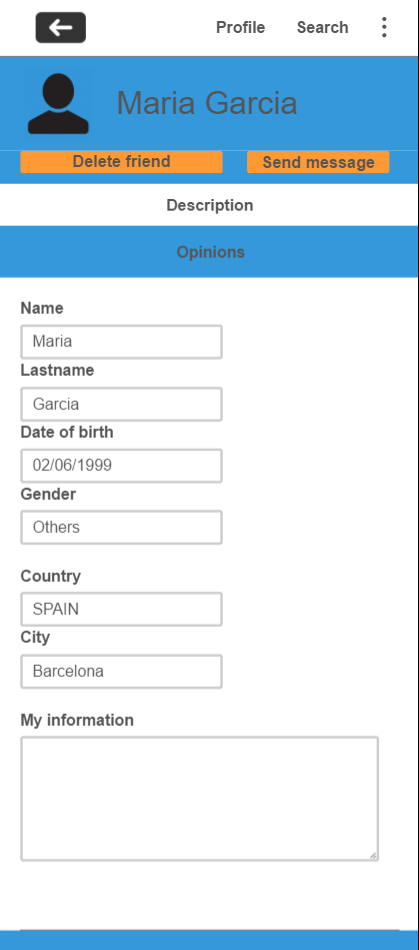 Profile Search
Maria Garcia
Delete friend Send message
Description
Opinions
Name
Maria
Lastname
Garcia
Date of birth
02/06/1999
Gender
Others
Country
SPAIN
City
Barcelona
My information